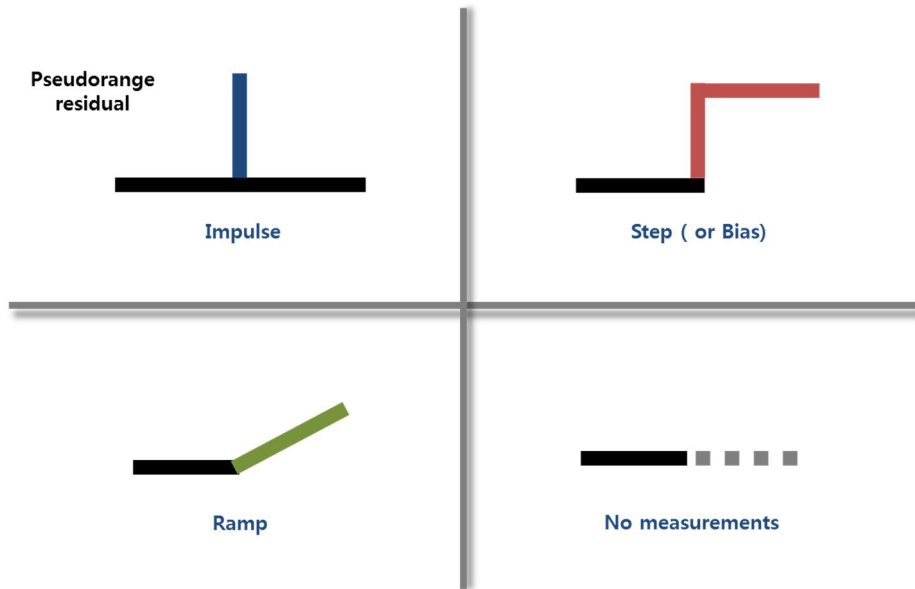 Pseudorange
residual
Impulse
Step ( or Bias)
Ramp
No measurements